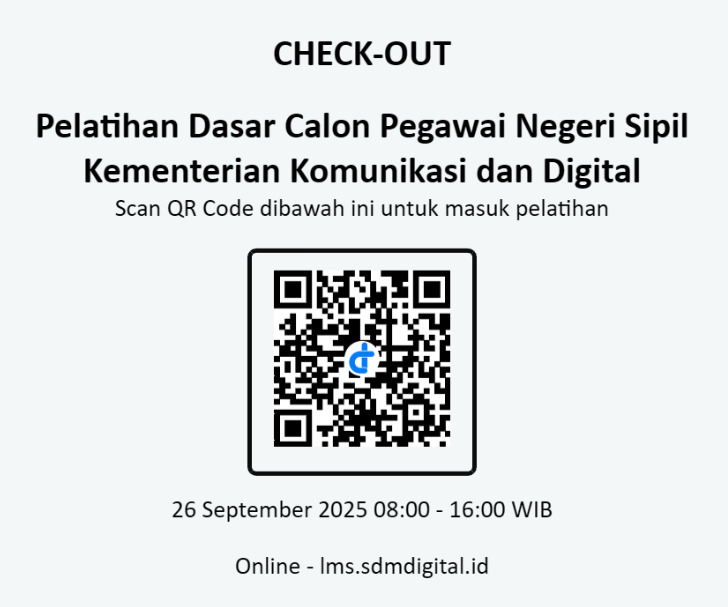 CHECK-OUT
Pelatihan Dasar Calon Pegawai Negeri Sipil
Kementerian Komunikasi dan Digital
Scan QR Code dibawah ini untuk masuk pelatihan
26 September 2025 08:00 - 16:00 WIB
Online - lms.sdmdigital.id